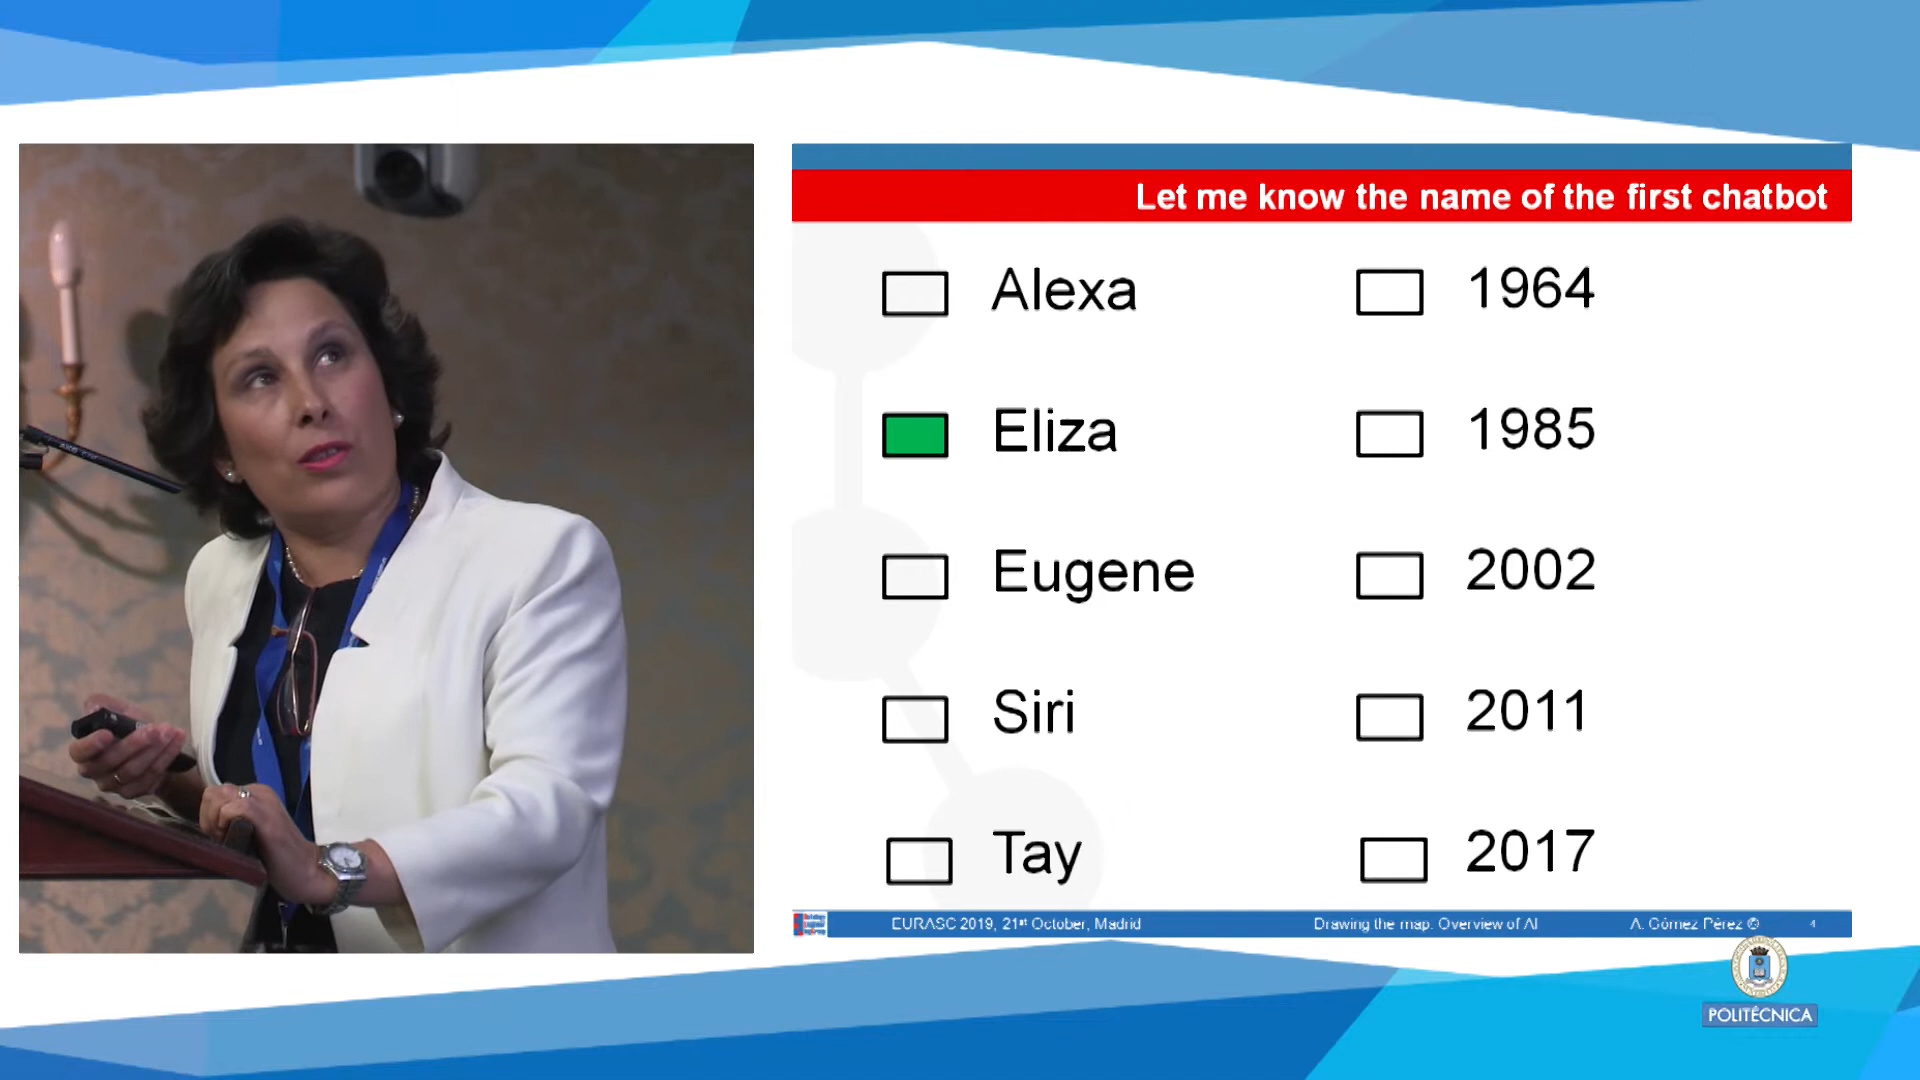 Let me know the name of the first chatbot
Alexa
1964
Eliza
1985
Eugene
2002
Siri
2011
Tay
2017
EURASC 2019, 21st October, Madrid
Drawing the map. Overview of AI
A. Gómez Pérez ©
4
POLITÉCNICA